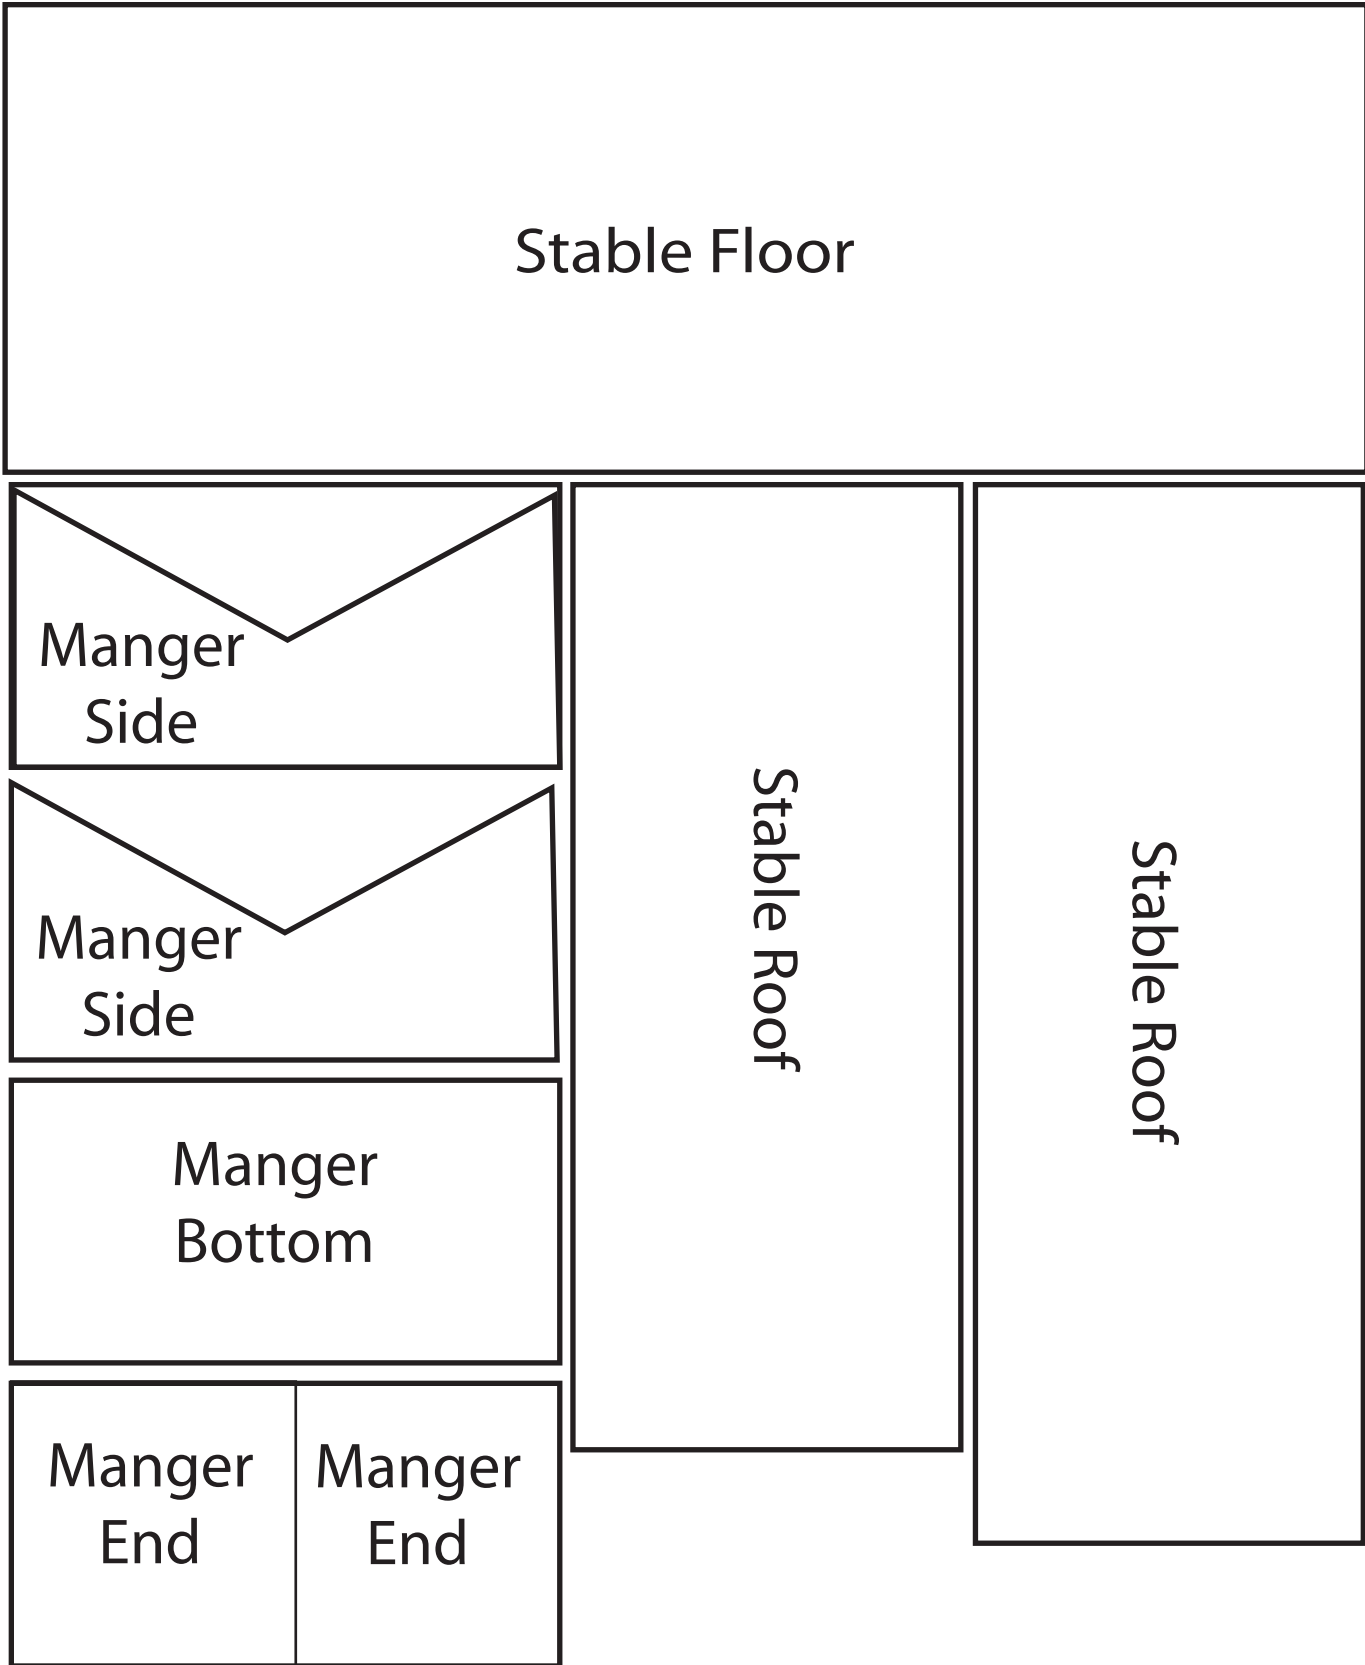 Stable Floor
Manger
Side
Manger
Side
Manger
Bottom
Manger
End
Manger
End
Stable Roof
Stable Roof